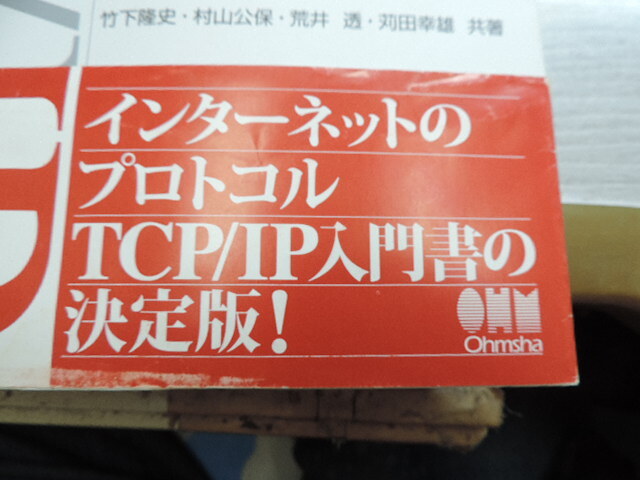 竹下隆史・村山公保・荒井 透・苅田幸雄 共著
インターネットの
プロトコル
TCP/IP入門書の
決定版!
OHM
Ohmsha